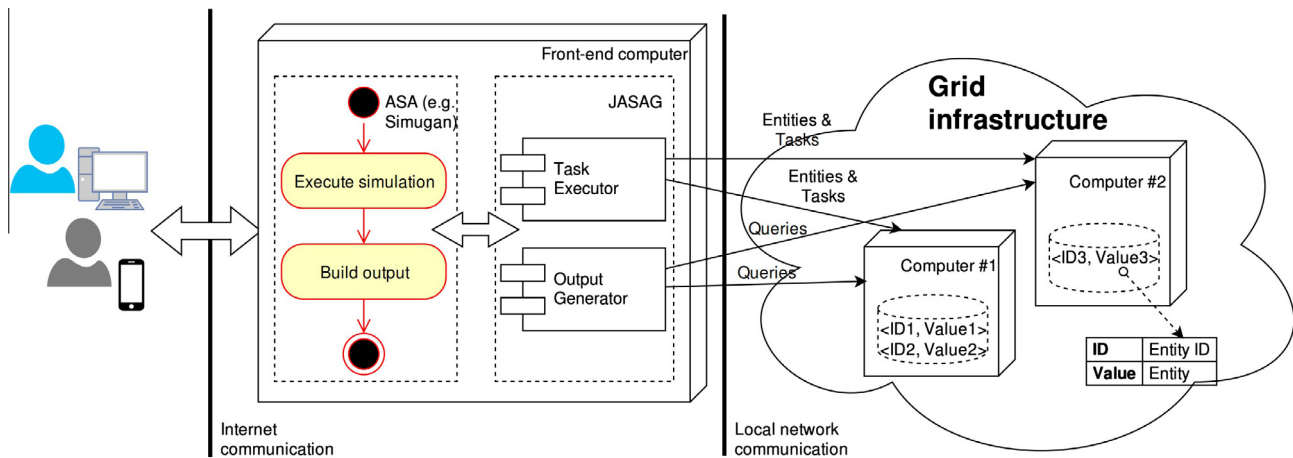 Front-end computer
ASA (e.g.
Simugan)
Execute simulation
Build output
JASAG
Task
Executor
Output
Generator
Entities &
Tasks
Entities &
Tasks
Queries
Queries
Grid
infrastructure
Computer #2
<ID3, Value3>
Computer #1
<ID1, Value1>
<ID2, Value2>
ID Entity ID
Value Entity
Internet
communication
Local network
communication